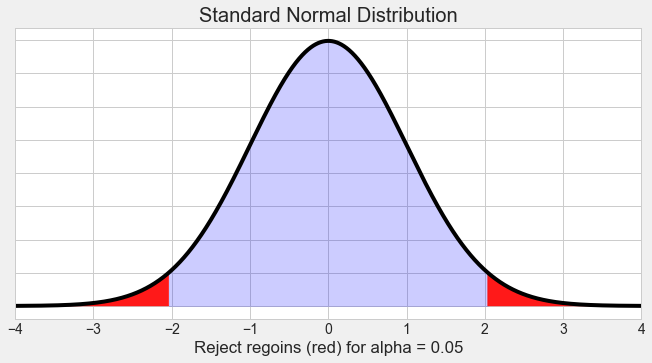 Standard Normal Distribution
−4 −3 −2 −1 0 1 2 3 4
Reject regoins (red) for alpha = 0.05